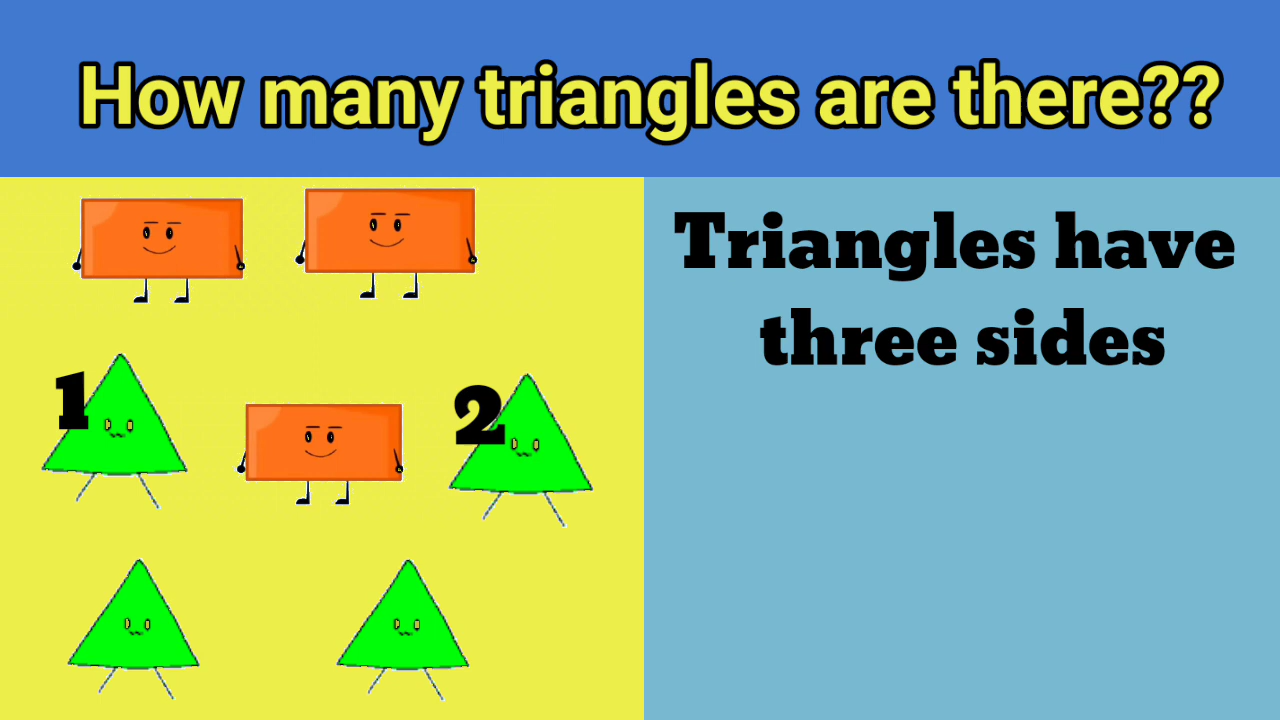 How many triangles are there??
Triangles have
three sides
1
2